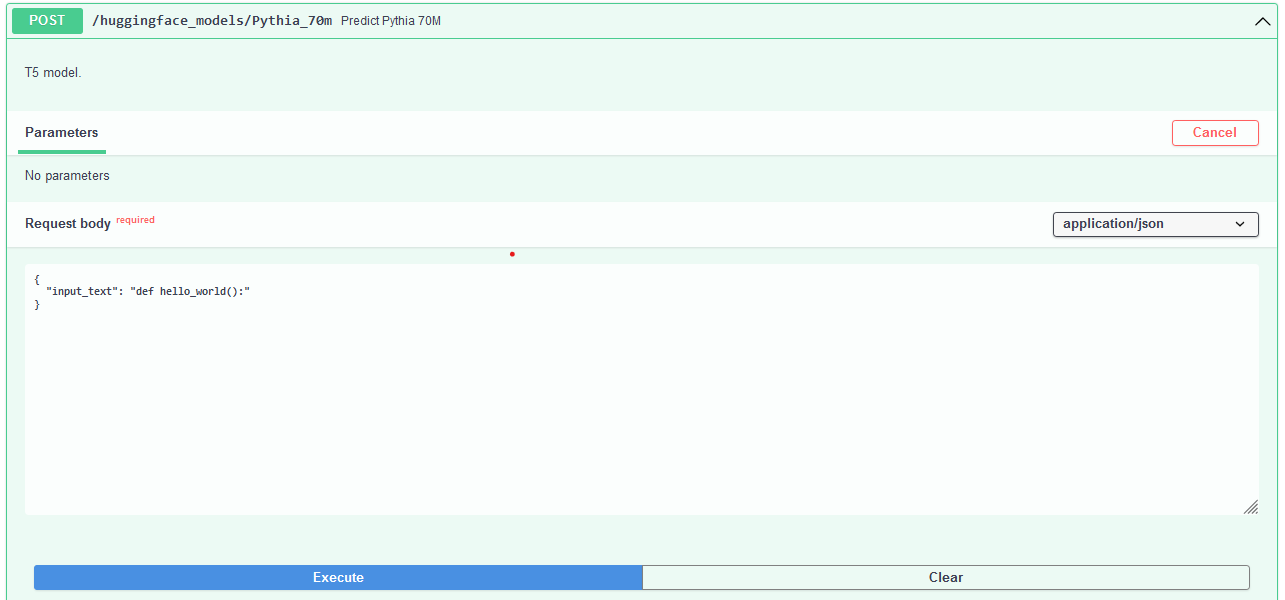 POST /huggingface_models/Pythia_70m Predict Pythia 70M
T5 model.
Parameters Cancel
No parameters
Request body required application/json
{
  "input_text": "def hello_world():"
}
Execute Clear